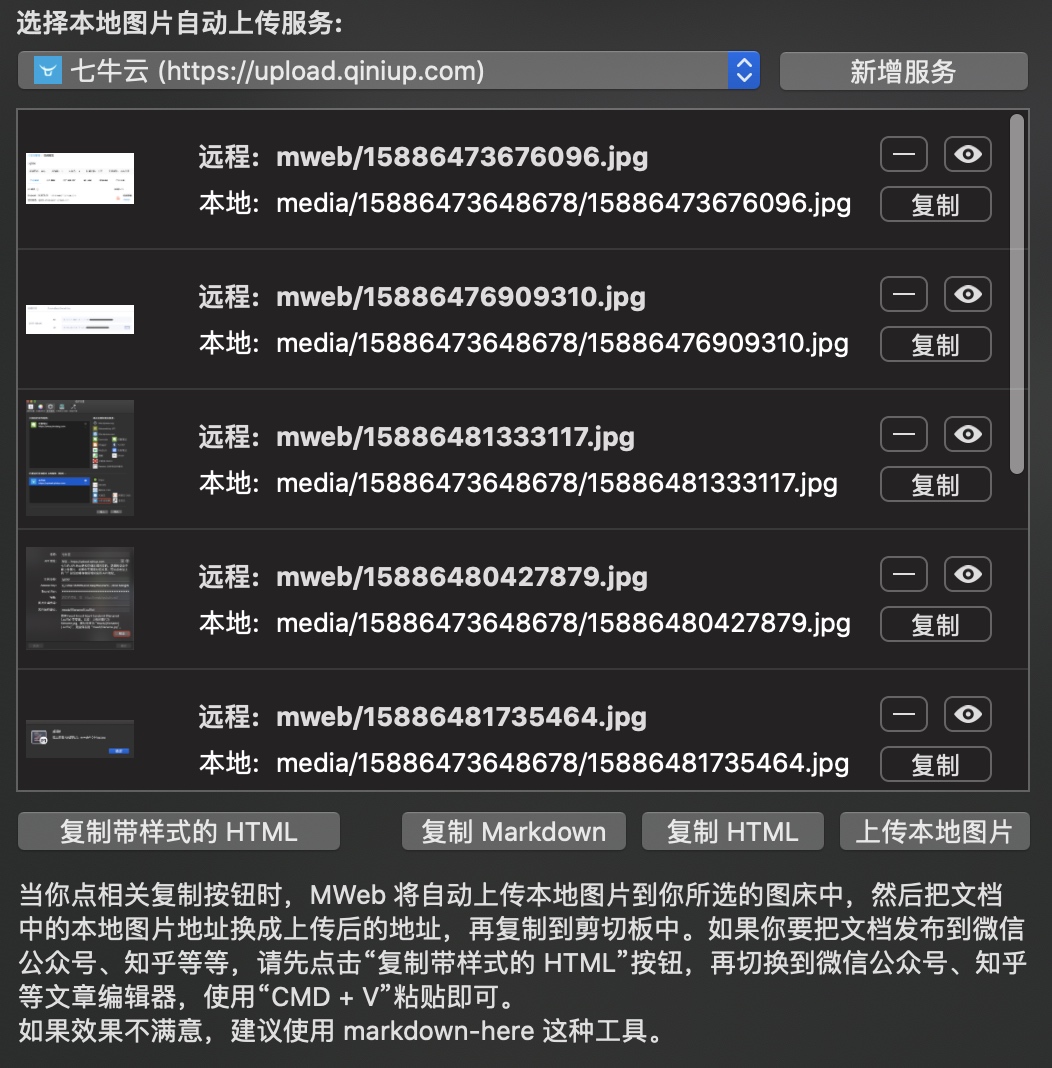 选择本地图片自动上传服务:
七牛云 (https://upload.qiniup.com)
新增服务
远程: mweb/15886473676096.jpg
本地: media/15886473648678/15886473676096.jpg
复制
远程: mweb/15886476909310.jpg
本地: media/15886473648678/15886476909310.jpg
复制
远程: mweb/15886481333117.jpg
本地: media/15886473648678/15886481333117.jpg
复制
远程: mweb/15886480427879.jpg
本地: media/15886473648678/15886480427879.jpg
复制
远程: mweb/15886481735464.jpg
本地: media/15886473648678/15886481735464.jpg
复制
复制带样式的 HTML
复制 Markdown
复制 HTML
上传本地图片
当你点相关复制按钮时，MWeb 将自动上传本地图片到你所选的图床中，然后把文档
中的本地图片地址换成上传后的地址，再复制到剪切板中。如果你要把文档发布到微信
公众号、知乎等等，请先点击“复制带样式的 HTML”按钮，再切换到微信公众号、知乎
等文章编辑器，使用“CMD + V”粘贴即可。
如果效果不满意，建议使用 markdown-here 这种工具。